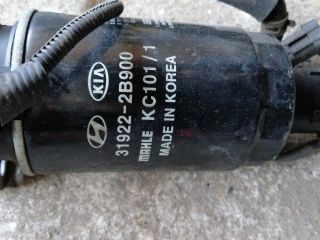 KIA
31922-2B900
MAHLE KC101/1
MADE IN KOREA